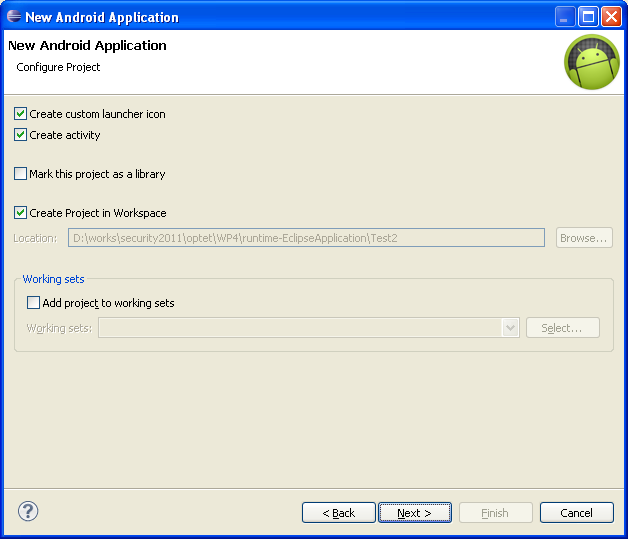 New Android Application
New Android Application
Configure Project
Create custom launcher icon
Create activity
Mark this project as a library
Create Project in Workspace
Location: D:\works\security2011\optet\WP4\runtime-EclipseApplication\Test2 Browse...
Working sets
Add project to working sets
Working sets: Select...
? < Back Next > Finish Cancel